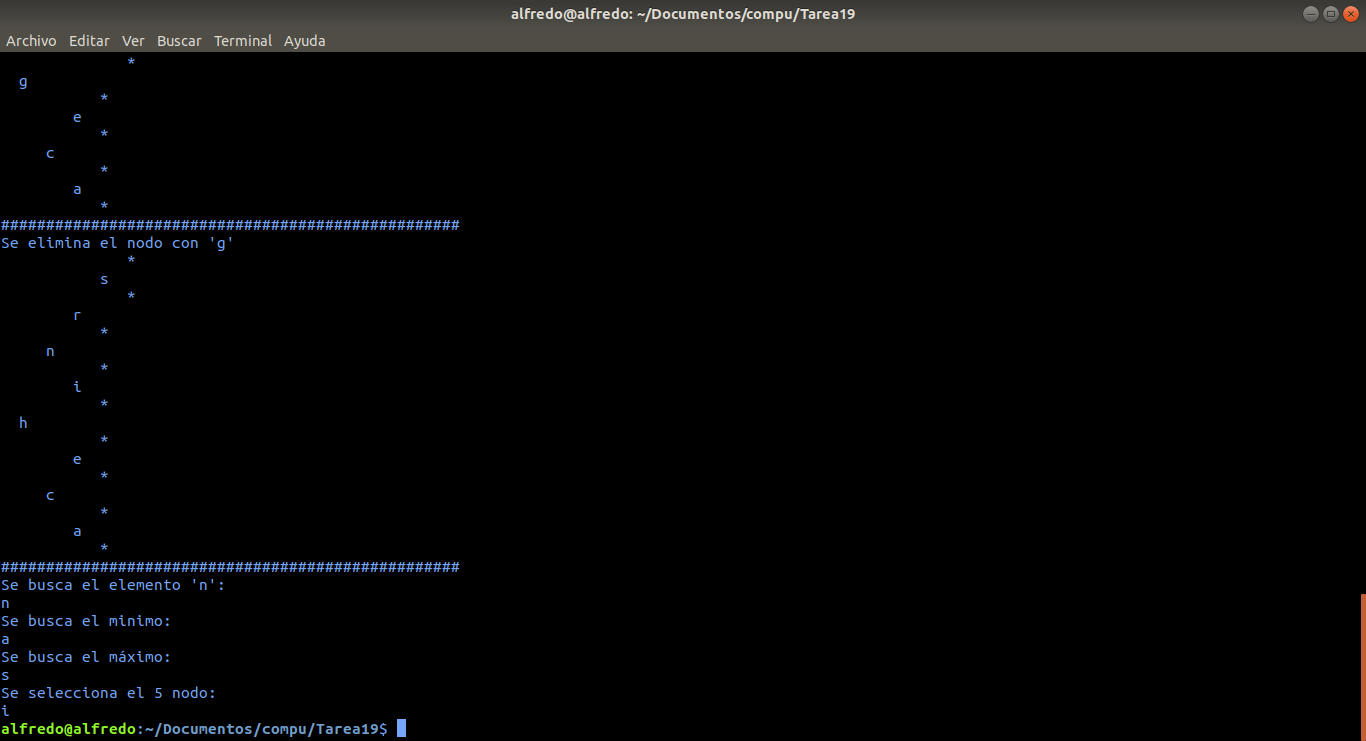 alfredo@alfredo: ~/Documentos/compu/Tarea19
Archivo Editar Ver Buscar Terminal Ayuda
              *
  g
           *
        e
           *
     c
           *
        a
           *
###################################################
Se elimina el nodo con 'g'
              *
           s
              *
        r
           *
     n
           *
        i
           *
  h
           *
        e
           *
     c
           *
        a
           *
###################################################
Se busca el elemento 'n':
n
Se busca el minimo:
a
Se busca el máximo:
s
Se selecciona el 5 nodo:
i
alfredo@alfredo:~/Documentos/compu/Tarea19$